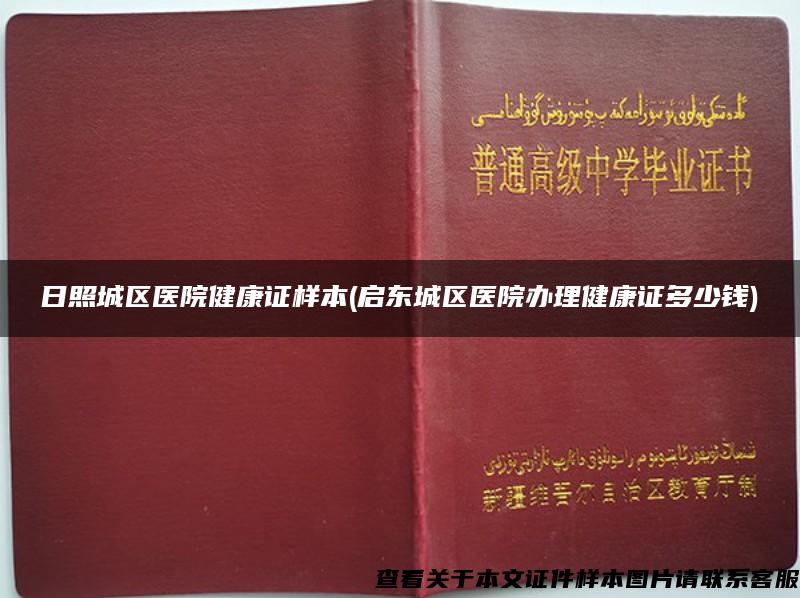 普通高级中学毕业证书
日照城区医院健康证样本(启东城区医院办理健康证多少钱)
新疆维吾尔自治区教育厅制
查看关于本文证件样本图片请联系客服